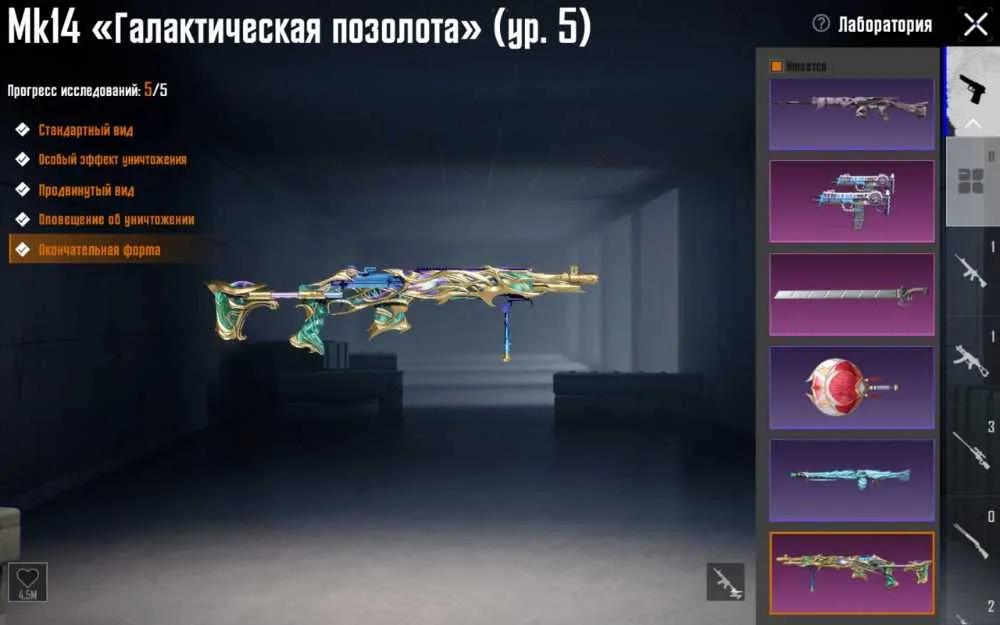 Mk14 «Галактическая позолота» (ур. 5)
Лаборатория
Прогресс исследований: 5/5
Стандартный вид
Особый эффект уничтожения
Продвинутый вид
Оповещение об уничтожении
Окончательная форма
Имеется
1
1
3
0
2
4,5M